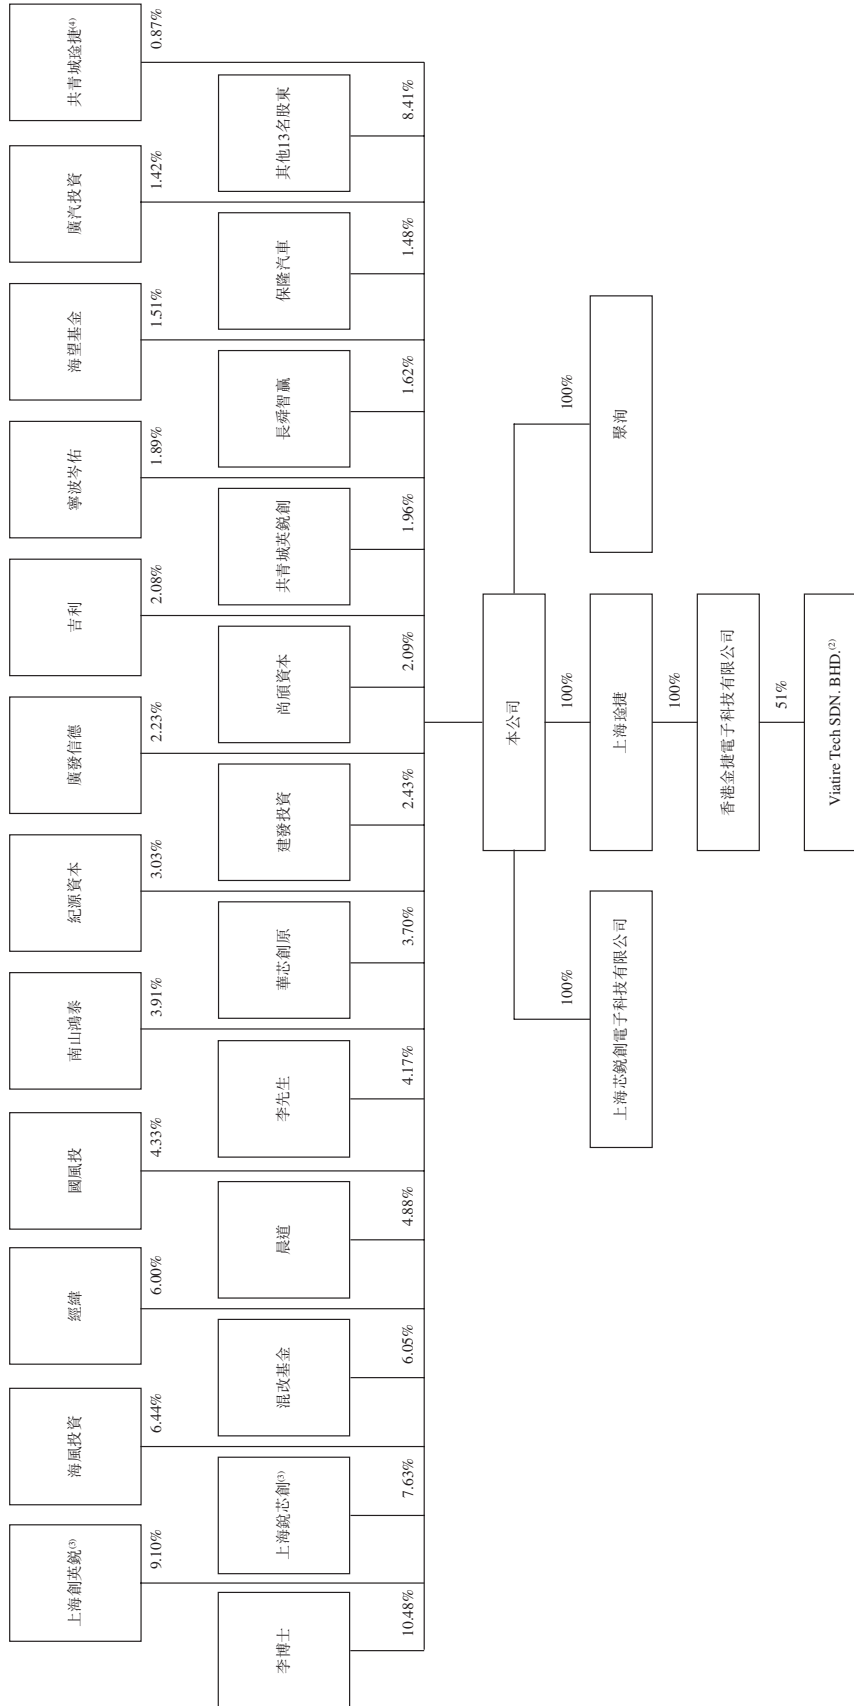 上海創英鋭(3)
海風投資
經緯
國風投
南山鴻泰
紀源資本
廣發信德
吉利
寧波岑佑
海望基金
廣汽投資
共青城琻捷(4)
9.10%
6.44%
6.00%
4.33%
3.91%
3.03%
2.23%
2.08%
1.89%
1.51%
1.42%
0.87%
李博士
上海鋭芯創(3)
混改基金
晨道
李先生
華芯創原
建發投資
尚頎資本
共青城英鋭創
長舜智贏
保隆汽車
其他13名股東
10.48%
7.63%
6.05%
4.88%
4.17%
3.70%
2.43%
2.09%
1.96%
1.62%
1.48%
8.41%
本公司
100%
100%
100%
上海芯鋭創電子科技有限公司
上海琻捷
聚洵
100%
香港金捷電子科技有限公司
51%
Viatire Tech SDN. BHD.(2)